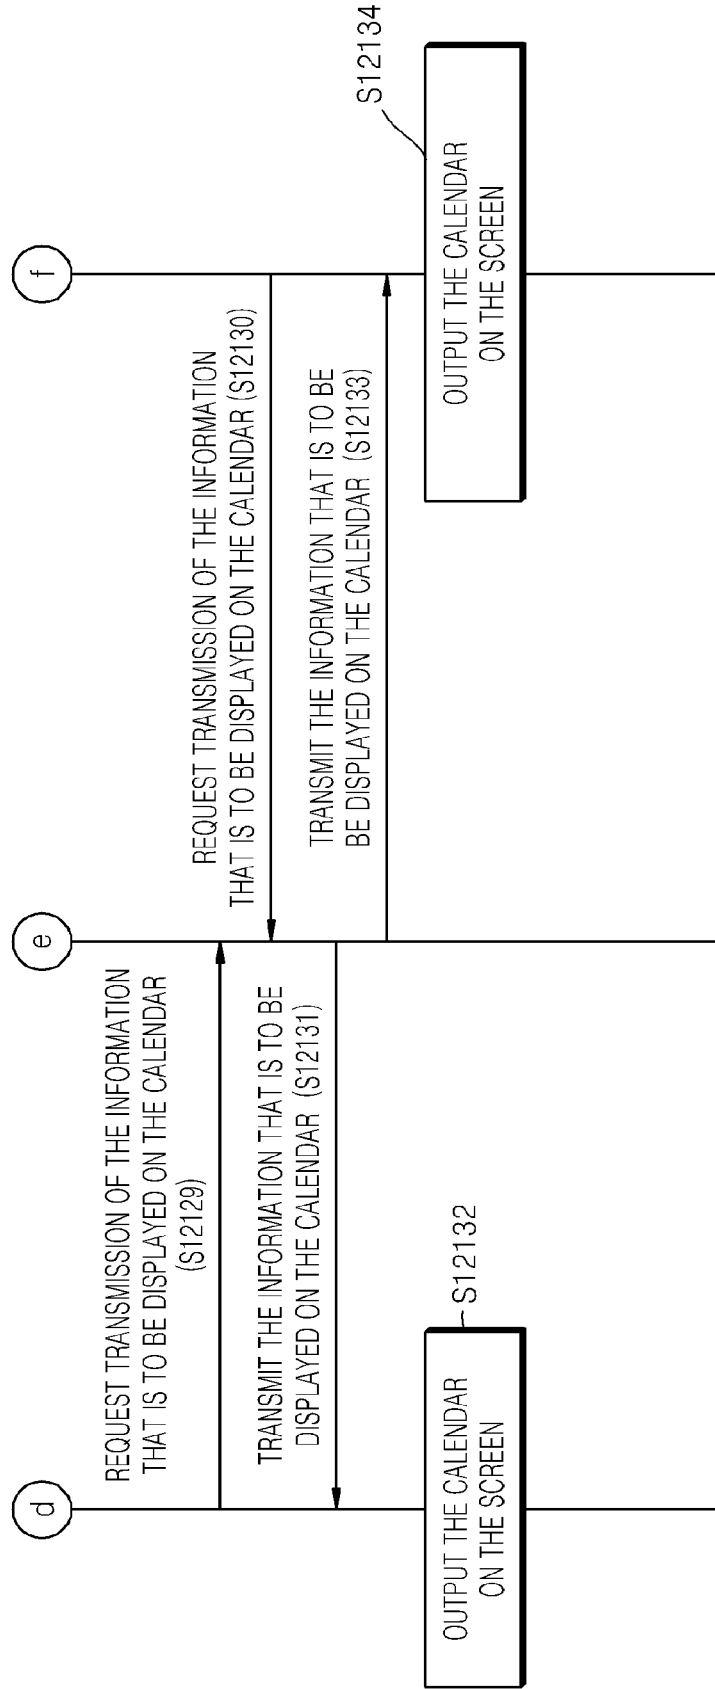 d
e
f
REQUEST TRANSMISSION OF THE INFORMATION
THAT IS TO BE DISPLAYED ON THE CALENDAR
(S12129)
REQUEST TRANSMISSION OF THE INFORMATION
THAT IS TO BE DISPLAYED ON THE CALENDAR (S12130)
TRANSMIT THE INFORMATION THAT IS TO BE
DISPLAYED ON THE CALENDAR (S12131)
TRANSMIT THE INFORMATION THAT IS TO BE
BE DISPLAYED ON THE CALENDAR (S12133)
S12132
OUTPUT THE CALENDAR
ON THE SCREEN
S12134
OUTPUT THE CALENDAR
ON THE SCREEN